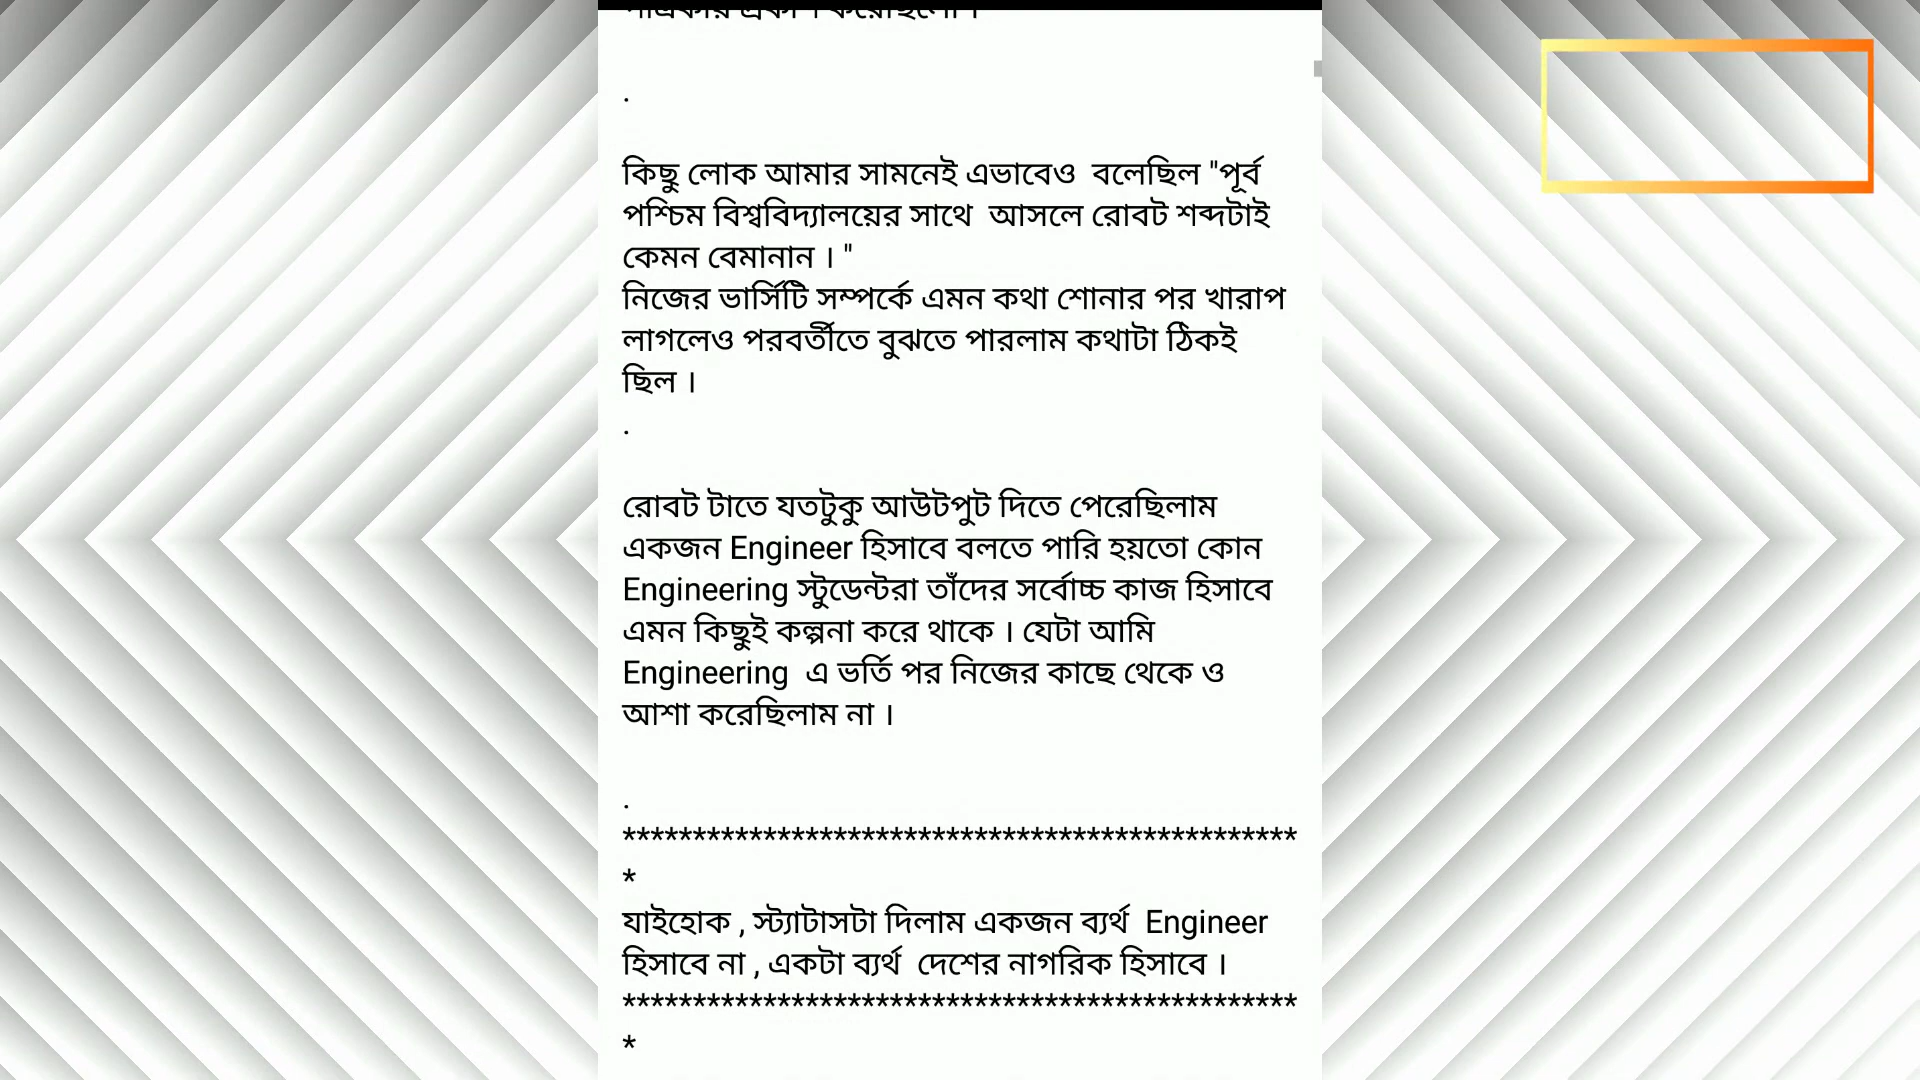 .
কিছু লোক আমার সামনেই এভাবেও বলেছিল "পূর্ব
পশ্চিম বিশ্ববিদ্যালয়ের সাথে আসলে রোবট শব্দটাই
কেমন বেমানান । "
নিজের ভার্সিটি সম্পর্কে এমন কথা শোনার পর খারাপ
লাগলেও পরবর্তীতে বুঝতে পারলাম কথাটা ঠিকই
ছিল ।
.
রোবট টাতে যতটুকু আউটপুট দিতে পেরেছিলাম
একজন Engineer হিসাবে বলতে পারি হয়তো কোন
Engineering স্টুডেন্টরা তাঁদের সর্বোচ্চ কাজ হিসাবে
এমন কিছুই কল্পনা করে থাকে । যেটা আমি
Engineering এ ভর্তি পর নিজের কাছে থেকে ও
আশা করেছিলাম না ।
.
************************************************
*
যাইহোক , স্ট্যাটাসটা দিলাম একজন ব্যর্থ Engineer
হিসাবে না , একটা ব্যর্থ দেশের নাগরিক হিসাবে ।
************************************************
*